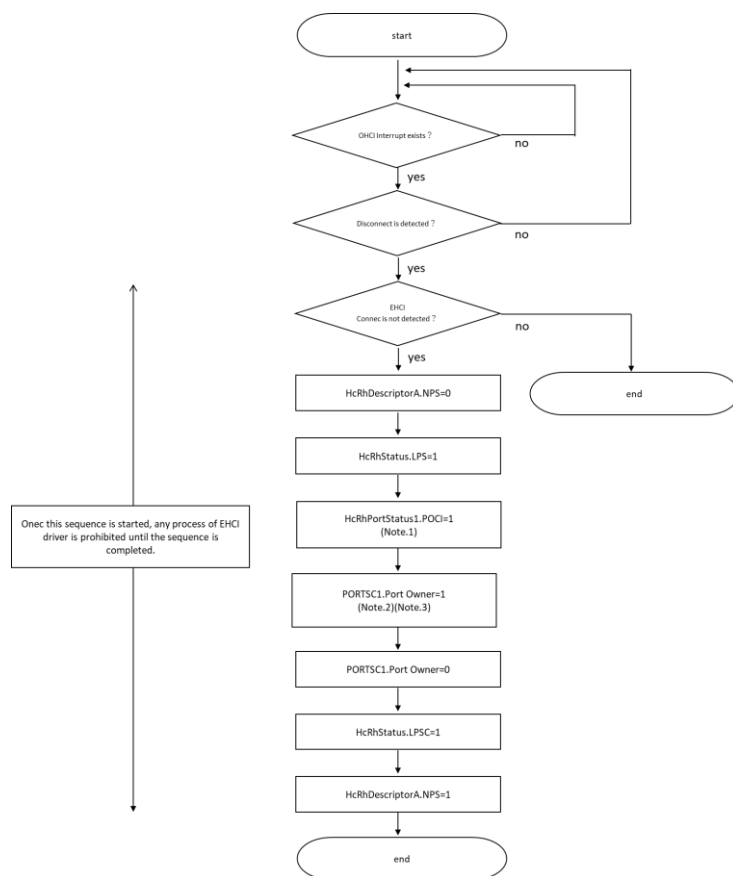 start
OHCI Interrupt exists？
no
yes
Disconnect is detected？
no
yes
EHCI
Connec is not detected？
no
yes
HcRhDescriptorA.NPS=0
end
HcRhStatus.LPS=1
Onec this sequence is started, any process of EHCI
driver is prohibited until the sequence is
completed.
HcRhPortStatus1.POCI=1
(Note.1)
PORTSC1.Port Owner=1
(Note.2)(Note.3)
PORTSC1.Port Owner=0
HcRhStatus.LPSC=1
HcRhDescriptorA.NPS=1
end